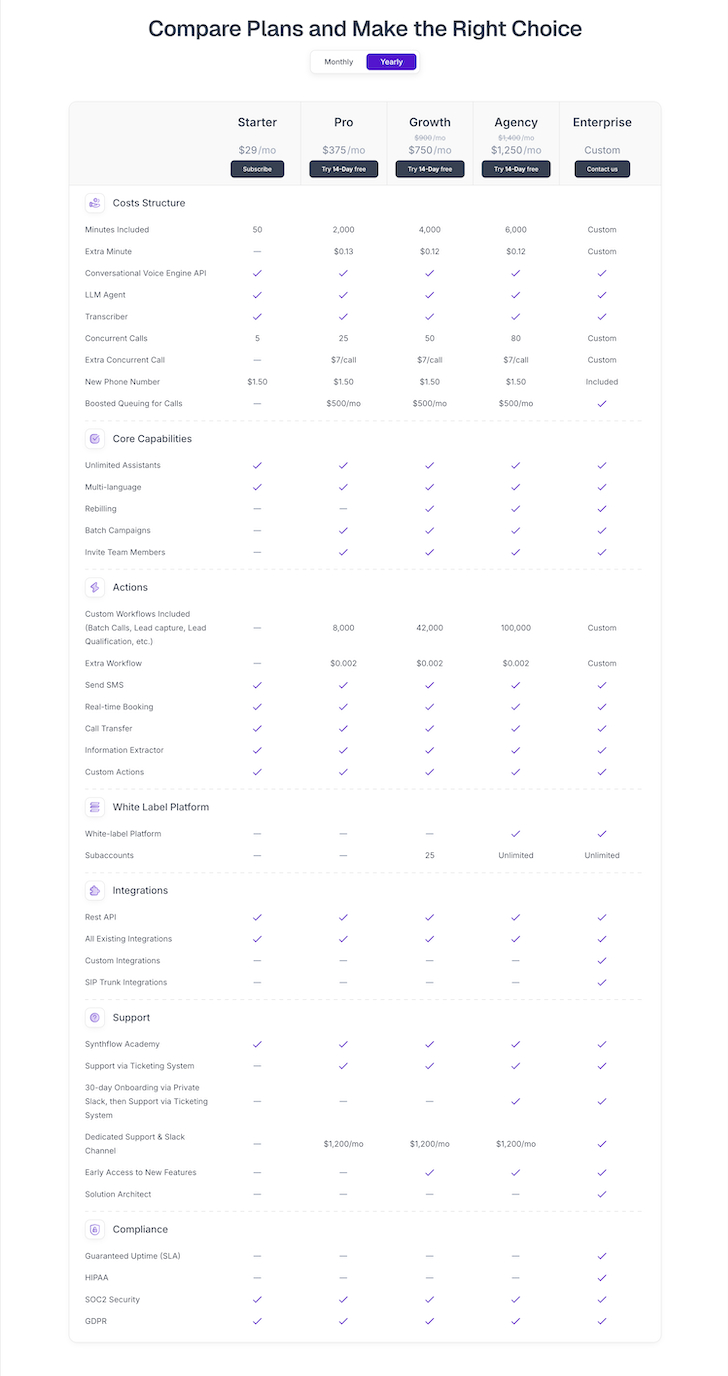 Compare Plans and Make the Right Choice
Monthly Yearly
Starter Pro Growth Agency Enterprise
$900/mo $1,400/mo
$29/mo $375/mo $750/mo $1,250/mo Custom
Subscribe Try 14-Day free Try 14-Day free Try 14-Day free Contact us
Costs Structure
Minutes Included 50 2,000 4,000 6,000 Custom
Extra Minute — $0.13 $0.12 $0.12 Custom
Conversational Voice Engine API ✓ ✓ ✓ ✓ ✓
LLM Agent ✓ ✓ ✓ ✓ ✓
Transcriber ✓ ✓ ✓ ✓ ✓
Concurrent Calls 5 25 50 80 Custom
Extra Concurrent Call — $7/call $7/call $7/call Custom
New Phone Number $1.50 $1.50 $1.50 $1.50 Included
Boosted Queuing for Calls — $500/mo $500/mo $500/mo ✓
Core Capabilities
Unlimited Assistants ✓ ✓ ✓ ✓ ✓
Multi-language ✓ ✓ ✓ ✓ ✓
Rebilling — — ✓ ✓ ✓
Batch Campaigns — ✓ ✓ ✓ ✓
Invite Team Members — ✓ ✓ ✓ ✓
Actions
Custom Workflows Included
(Batch Calls, Lead capture, Lead — 8,000 42,000 100,000 Custom
Qualification, etc.)
Extra Workflow — $0.002 $0.002 $0.002 Custom
Send SMS ✓ ✓ ✓ ✓ ✓
Real-time Booking ✓ ✓ ✓ ✓ ✓
Call Transfer ✓ ✓ ✓ ✓ ✓
Information Extractor ✓ ✓ ✓ ✓ ✓
Custom Actions ✓ ✓ ✓ ✓ ✓
White Label Platform
White-label Platform — — — ✓ ✓
Subaccounts — — 25 Unlimited Unlimited
Integrations
Rest API ✓ ✓ ✓ ✓ ✓
All Existing Integrations ✓ ✓ ✓ ✓ ✓
Custom Integrations — — — — ✓
SIP Trunk Integrations — — — — ✓
Support
Synthflow Academy ✓ ✓ ✓ ✓ ✓
Support via Ticketing System — ✓ ✓ ✓ ✓
30-day Onboarding via Private
Slack, then Support via Ticketing — — — ✓ ✓
System
Dedicated Support & Slack
Channel — $1,200/mo $1,200/mo $1,200/mo ✓
Early Access to New Features — — ✓ ✓ ✓
Solution Architect — — — — ✓
Compliance
Guaranteed Uptime (SLA) — — — — ✓
HIPAA — — — — ✓
SOC2 Security ✓ ✓ ✓ ✓ ✓
GDPR ✓ ✓ ✓ ✓ ✓